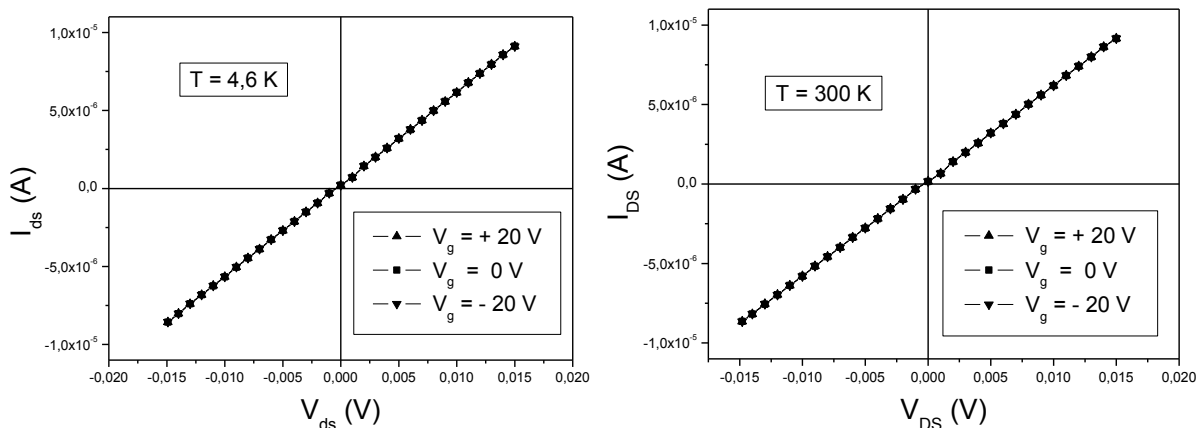 1,0x10⁻⁵
5,0x10⁻⁶
0,0
-5,0x10⁻⁶
-1,0x10⁻⁵
I_ds (A)
T = 4,6 K
V_g = + 20 V
V_g = 0 V
V_g = - 20 V
-0,020 -0,015 -0,010 -0,005 0,000 0,005 0,010 0,015 0,020
V_ds (V)
1,0x10⁻⁵
5,0x10⁻⁶
0,0
-5,0x10⁻⁶
-1,0x10⁻⁵
I_DS (A)
T = 300 K
V_g = + 20 V
V_g = 0 V
V_g = - 20 V
-0,015 -0,010 -0,005 0,000 0,005 0,010 0,015 0,020
V_DS (V)